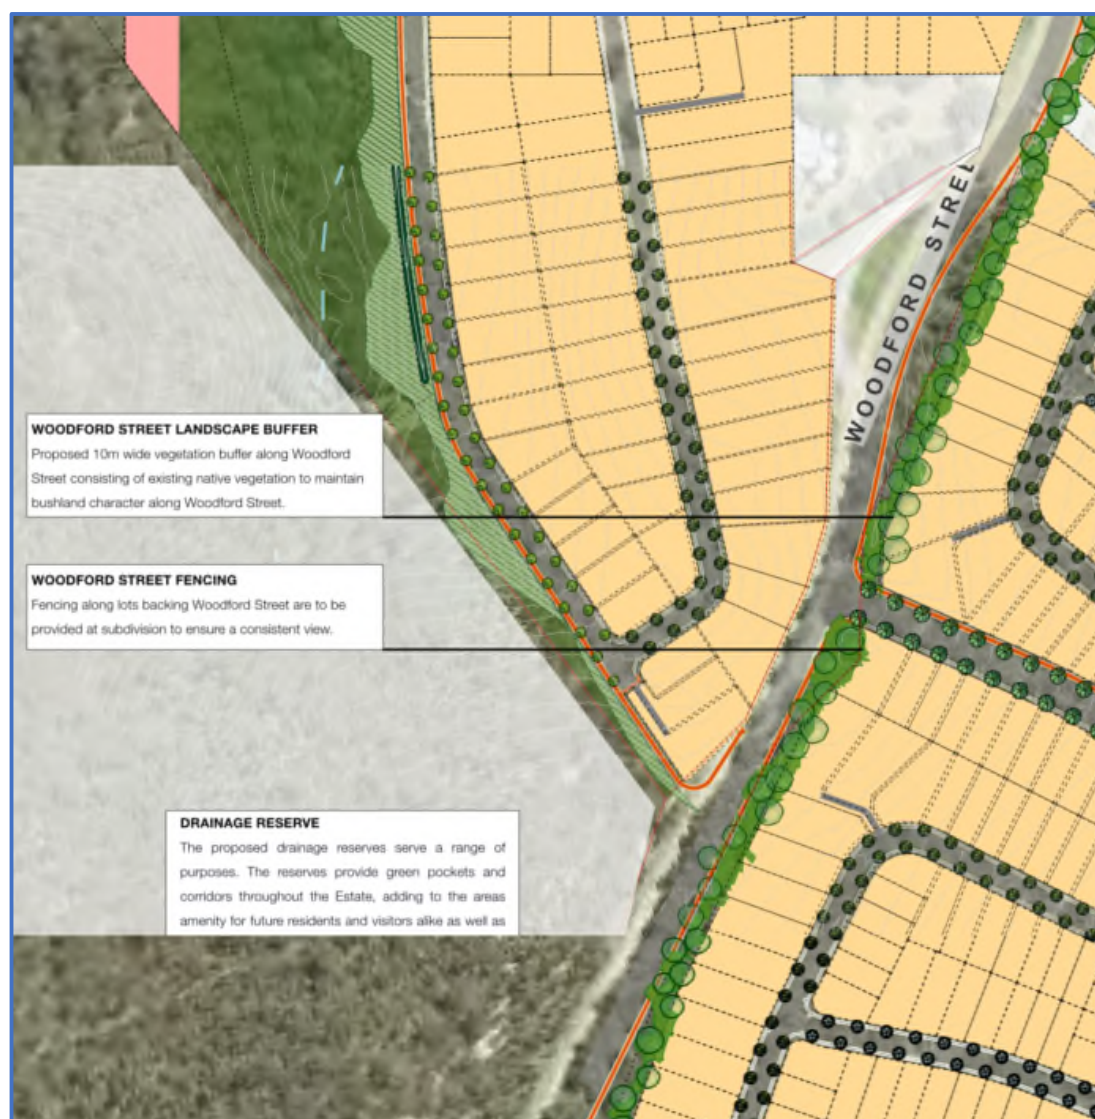 WOODFORD STREET
WOODFORD STREET LANDSCAPE BUFFER
Proposed 10m wide vegetation buffer along Woodford
Street consisting of existing native vegetation to maintain
bushland character along Woodford Street.
WOODFORD STREET FENCING
Fencing along lots backing Woodford Street are to be
provided at subdivision to ensure a consistent view.
DRAINAGE RESERVE
The proposed drainage reserves serve a range of
purposes. The reserves provide green pockets and
corridors throughout the Estate, adding to the areas
amenity for future residents and visitors alike as well as